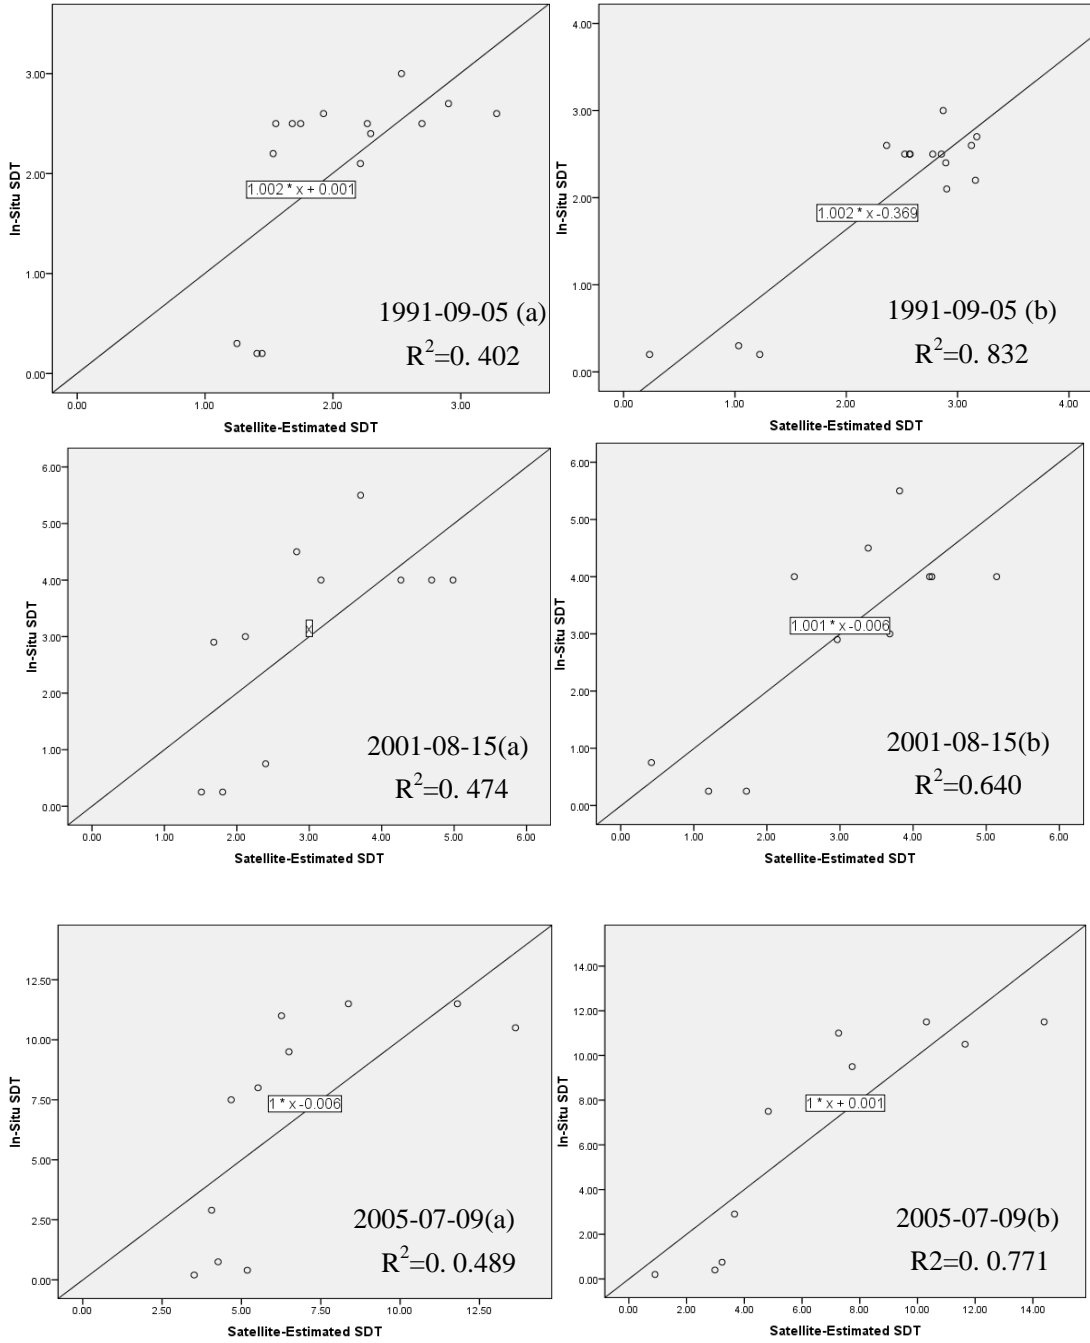 3.00
2.00
1.00
0.00
In-Situ SDT
1.002 * x + 0.001
1991-09-05 (a)
R²=0. 402
0.00 1.00 2.00 3.00
Satellite-Estimated SDT
4.00
3.00
2.00
1.00
0.00
In-Situ SDT
1.002 * x -0.369
1991-09-05 (b)
R²=0. 832
0.00 1.00 2.00 3.00 4.00
Satellite-Estimated SDT
6.00
5.00
4.00
3.00
2.00
1.00
0.00
In-Situ SDT
x
2001-08-15(a)
R²=0. 474
0.00 1.00 2.00 3.00 4.00 5.00 6.00
Satellite-Estimated SDT
6.00
5.00
4.00
3.00
2.00
1.00
0.00
In-Situ SDT
1.001 * x -0.006
2001-08-15(b)
R²=0.640
0.00 1.00 2.00 3.00 4.00 5.00 6.00
Satellite-Estimated SDT
12.50
10.00
7.50
5.00
2.50
0.00
In-Situ SDT
1 * x -0.006
2005-07-09(a)
R²=0. 0.489
0.00 2.50 5.00 7.50 10.00 12.50
Satellite-Estimated SDT
14.00
12.00
10.00
8.00
6.00
4.00
2.00
0.00
In-Situ SDT
1 * x + 0.001
2005-07-09(b)
R2=0. 0.771
0.00 2.00 4.00 6.00 8.00 10.00 12.00 14.00
Satellite-Estimated SDT